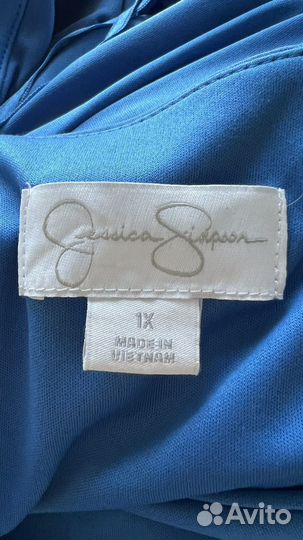 Jessica Simpson
1X
MADE IN
VIETNAM
Avito